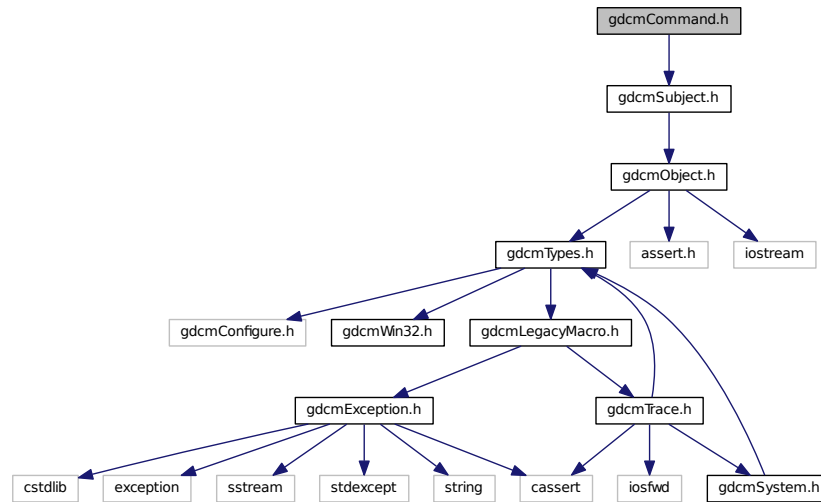 gdcmCommand.h
gdcmSubject.h
gdcmObject.h
gdcmTypes.h
assert.h
iostream
gdcmConfigure.h
gdcmWin32.h
gdcmLegacyMacro.h
gdcmException.h
gdcmTrace.h
cstdlib
exception
sstream
stdexcept
string
cassert
iosfwd
gdcmSystem.h